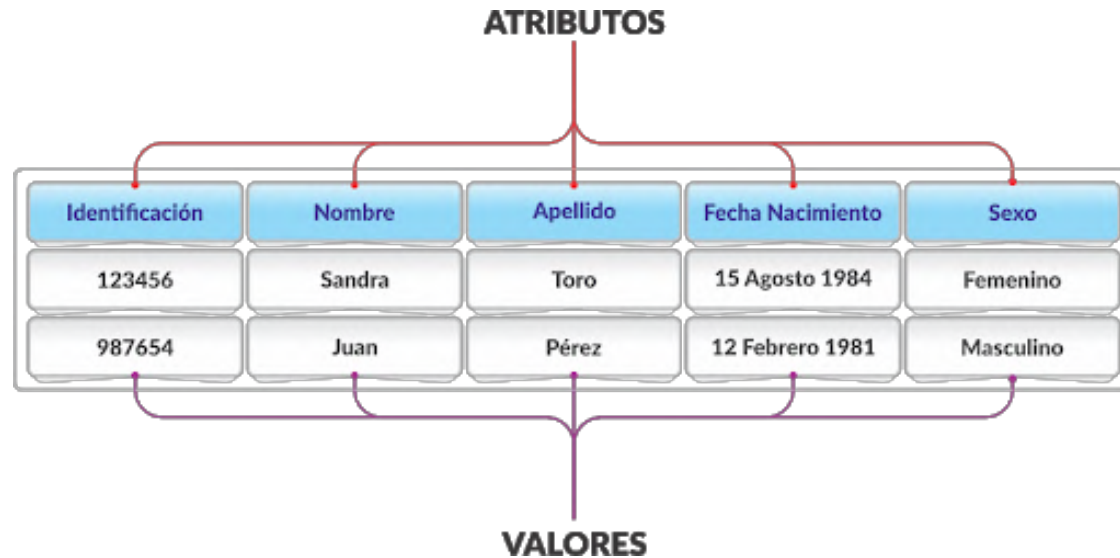 ATRIBUTOS
Identificación Nombre Apellido Fecha Nacimiento Sexo
123456 Sandra Toro 15 Agosto 1984 Femenino
987654 Juan Pérez 12 Febrero 1981 Masculino
VALORES